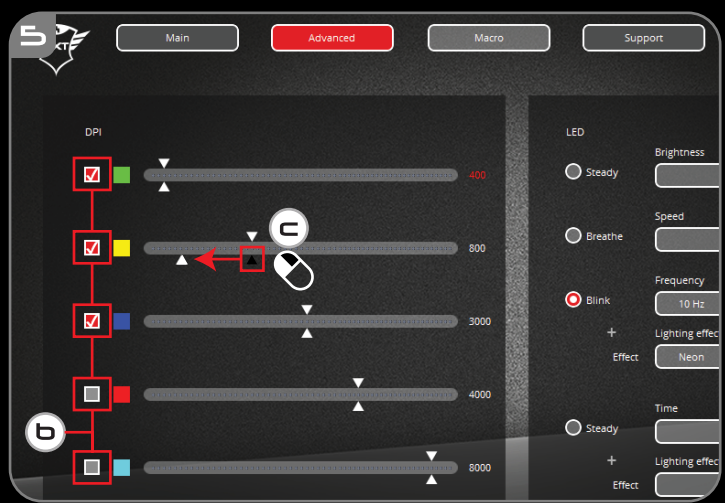 5
XT
Main
Advanced
Macro
Support
DPI
400
800
3000
4000
8000
b
c
LED
Steady
Brightness
Breathe
Speed
Blink
Frequency
10 Hz
+
Lighting effec
Effect
Neon
Steady
Time
+
Lighting effec
Effect